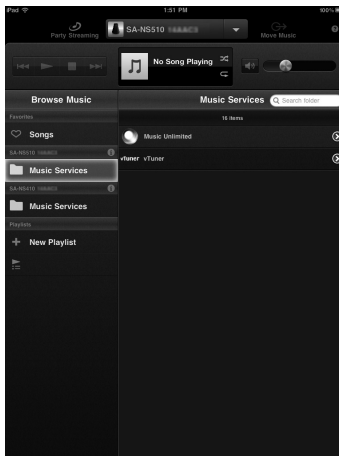 iPad 1:51 PM 100%
Party Streaming SA-NS510 Move Music
No Song Playing
Browse Music Music Services Search folder
Favorites 16 items
Songs Music Unlimited
SA-NS510
Music Services vTuner vTuner
SA-NS410
Music Services
Playlists
New Playlist